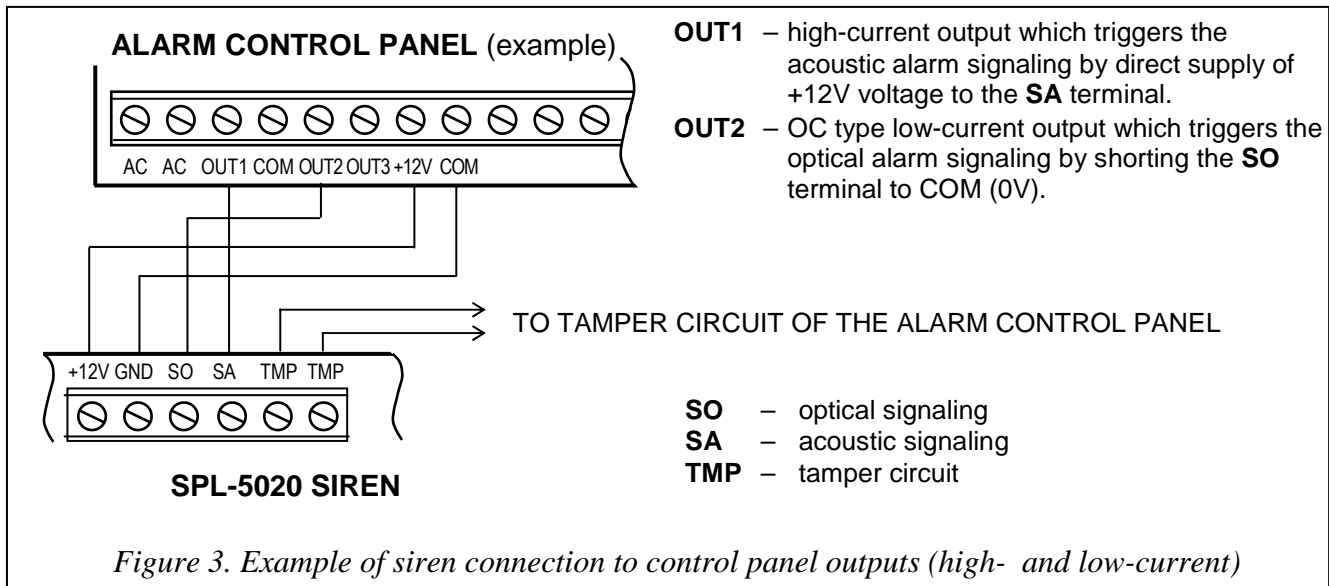 ALARM CONTROL PANEL (example)
AC AC OUT1 COM OUT2 OUT3 +12V COM
OUT1 – high-current output which triggers the
acoustic alarm signaling by direct supply of
+12V voltage to the SA terminal.
OUT2 – OC type low-current output which triggers the
optical alarm signaling by shorting the SO
terminal to COM (0V).
TO TAMPER CIRCUIT OF THE ALARM CONTROL PANEL
+12V GND SO SA TMP TMP
SPL-5020 SIREN
SO – optical signaling
SA – acoustic signaling
TMP – tamper circuit
Figure 3. Example of siren connection to control panel outputs (high- and low-current)